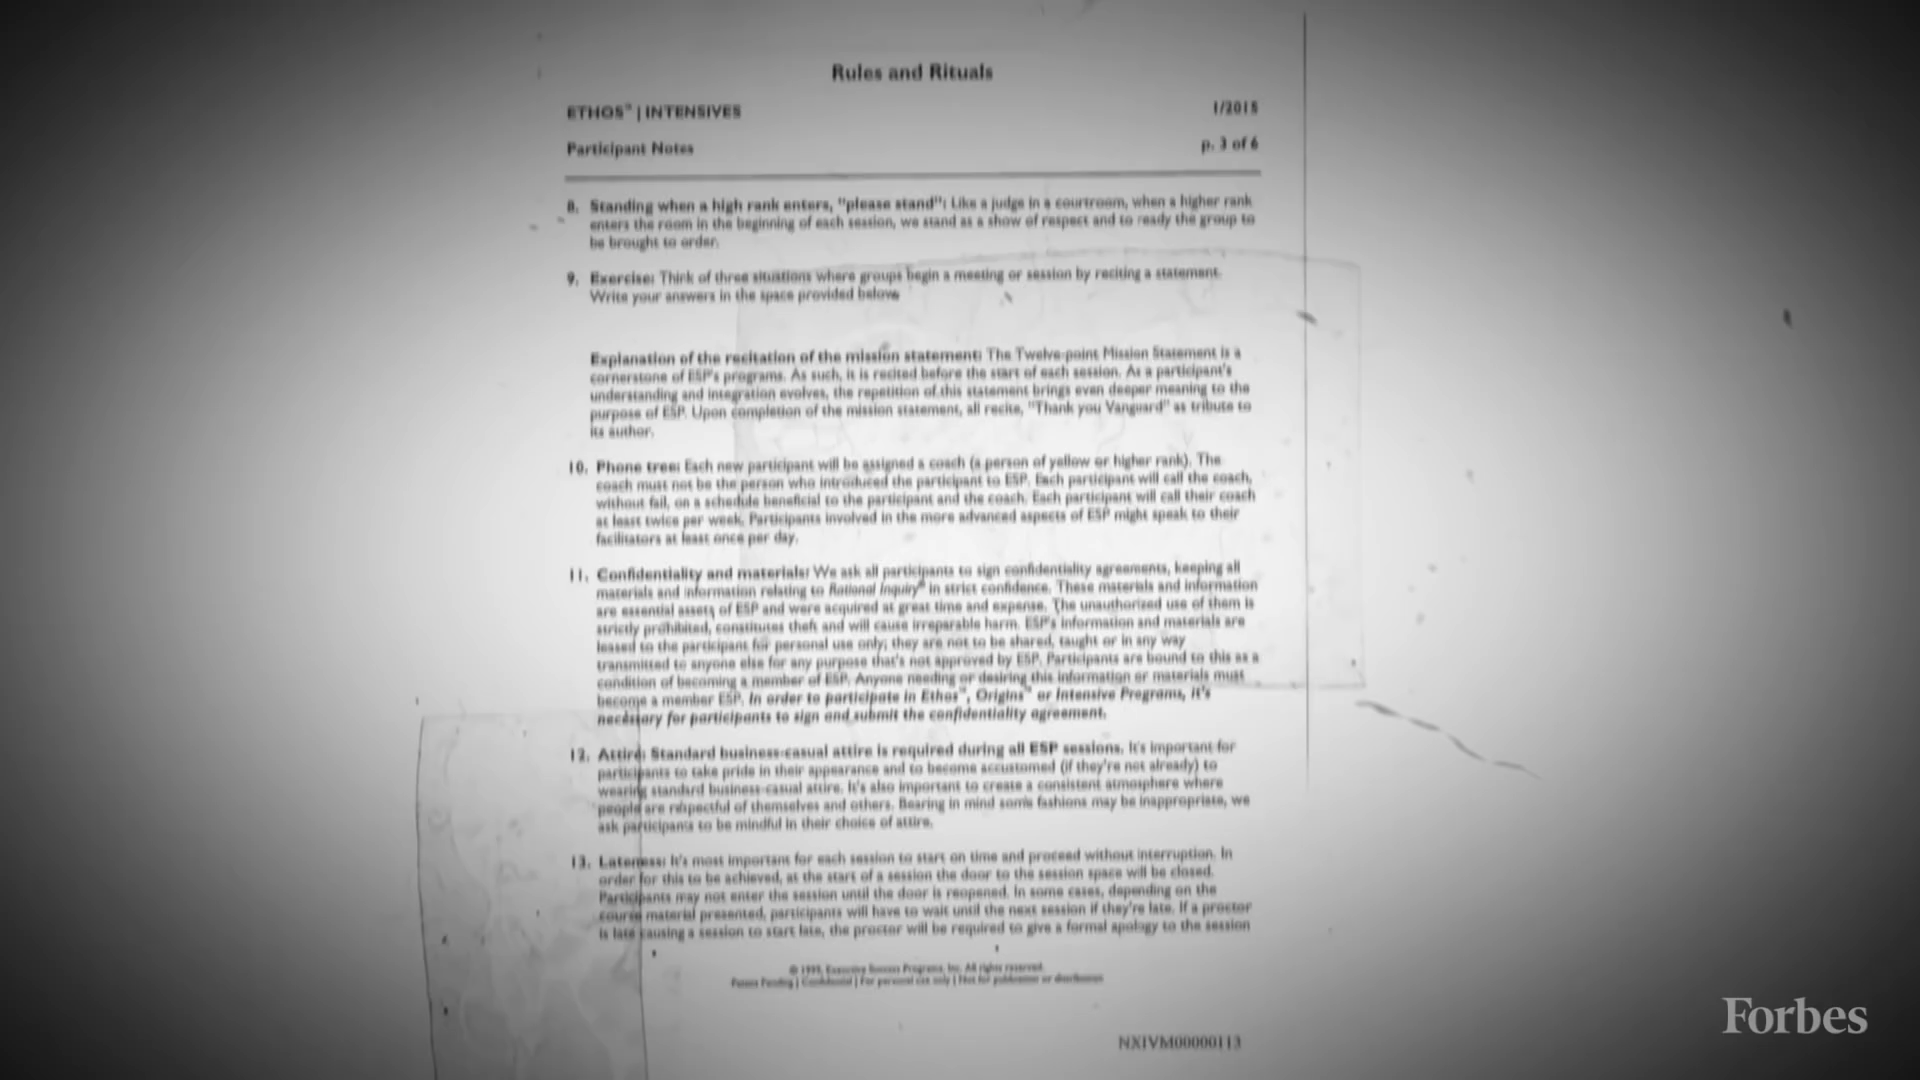 Rules and Rituals
ETHOS™ | INTENSIVES 1/2015
Participant Notes p. 3 of 6
8. Standing when a high rank enters, "please stand": Like a judge in a courtroom, when a higher rank
enters the room in the beginning of each session, we stand as a show of respect and to ready the group to
be brought to order.
9. Exercise: Think of three situations where groups begin a meeting or session by reciting a statement.
Write your answers in the space provided below
Explanation of the recitation of the mission statement: The Twelve-point Mission Statement is a
cornerstone of ESP's programs. As such, it is recited before the start of each session. As a participant's
understanding and integration evolves, the repetition of this statement brings even deeper meaning to the
purpose of ESP. Upon completion of the mission statement, all recite, "Thank you Vanguard" as tribute to
its author.
10. Phone tree: Each new participant will be assigned a coach (a person of yellow or higher rank). The
coach must not be the person who introduced the participant to ESP. Each participant will call the coach,
without fail, on a schedule beneficial to the participant and the coach. Each participant will call their coach
at least twice per week. Participants involved in the more advanced aspects of ESP might speak to their
facilitators at least once per day.
11. Confidentiality and materials: We ask all participants to sign confidentiality agreements, keeping all
materials and information relating to Rational Inquiry® in strict confidence. These materials and information
are essential assets of ESP and were acquired at great time and expense. The unauthorized use of them is
strictly prohibited, constitutes theft and will cause irreparable harm. ESP's information and materials are
leased to the participant for personal use only; they are not to be shared, taught or in any way
transmitted to anyone else for any purpose that's not approved by ESP. Participants are bound to this as a
condition of becoming a member of ESP. Anyone needing or desiring this information or materials must
become a member ESP. In order to participate in Ethos™, Origins™ or Intensive Programs, it's
necessary for participants to sign and submit the confidentiality agreement.
12. Attire: Standard business-casual attire is required during all ESP sessions. It's important for
participants to take pride in their appearance and to become accustomed (if they're not already) to
wearing standard business-casual attire. It's also important to create a consistent atmosphere where
people are respectful of themselves and others. Bearing in mind some fashions may be inappropriate, we
ask participants to be mindful in their choice of attire.
13. Lateness: It's most important for each session to start on time and proceed without interruption. In
order for this to be achieved, at the start of a session the door to the session space will be closed.
Participants may not enter the session until the door is reopened. In some cases, depending on the
course material presented, participants will have to wait until the next session if they're late. If a proctor
is late causing a session to start late, the proctor will be required to give a formal apology to the session
© 1999, Executive Success Programs, Inc. All rights reserved.
Patent Pending | Confidential | For personal use only | Not for publication or distribution
NXIVM00000113
Forbes